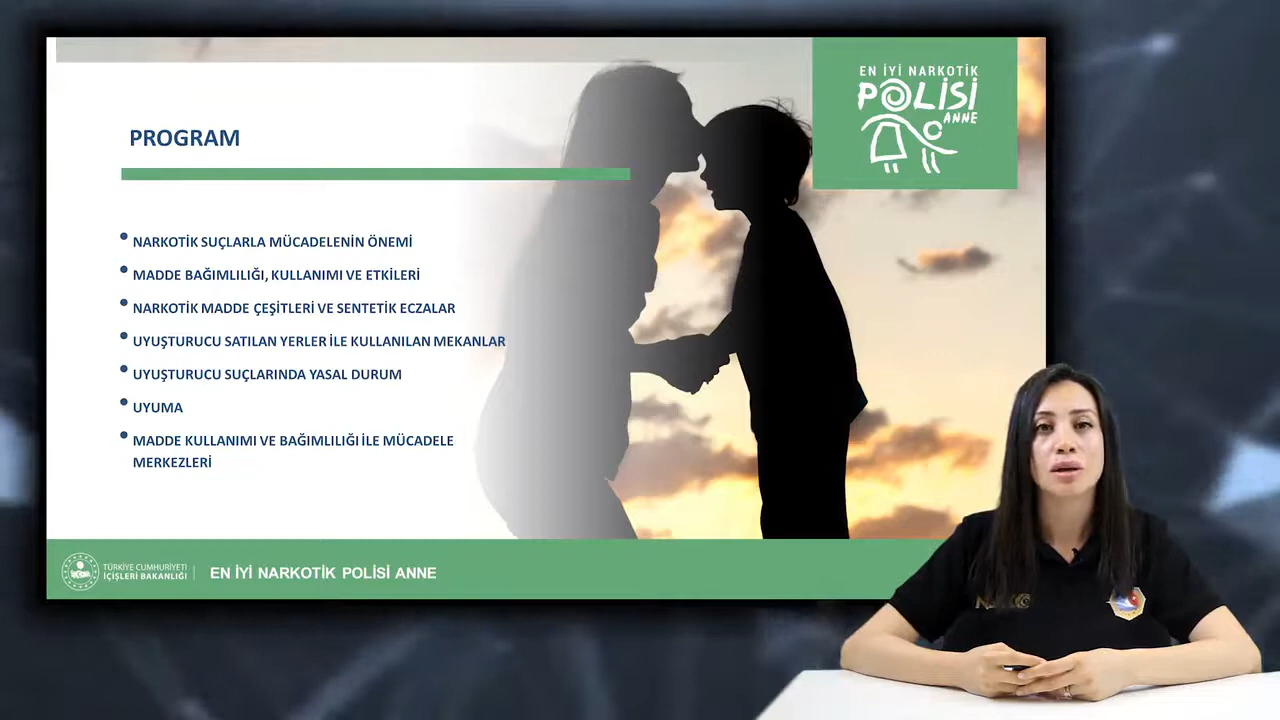 EN İYİ NARKOTİK
POLİSİ
ANNE
PROGRAM
NARKOTİK SUÇLARLA MÜCADELENİN ÖNEMİ
MADDE BAĞIMLILIĞI, KULLANIMI VE ETKİLERİ
NARKOTİK MADDE ÇEŞİTLERİ VE SENTETİK ECZALAR
UYUŞTURUCU SATILAN YERLER İLE KULLANILAN MEKANLAR
UYUŞTURUCU SUÇLARINDA YASAL DURUM
UYUMA
MADDE KULLANIMI VE BAĞIMLILIĞI İLE MÜCADELE
MERKEZLERİ
TÜRKİYE CUMHURİYETİ
İÇİŞLERİ BAKANLIĞI
EN İYİ NARKOTİK POLİSİ ANNE